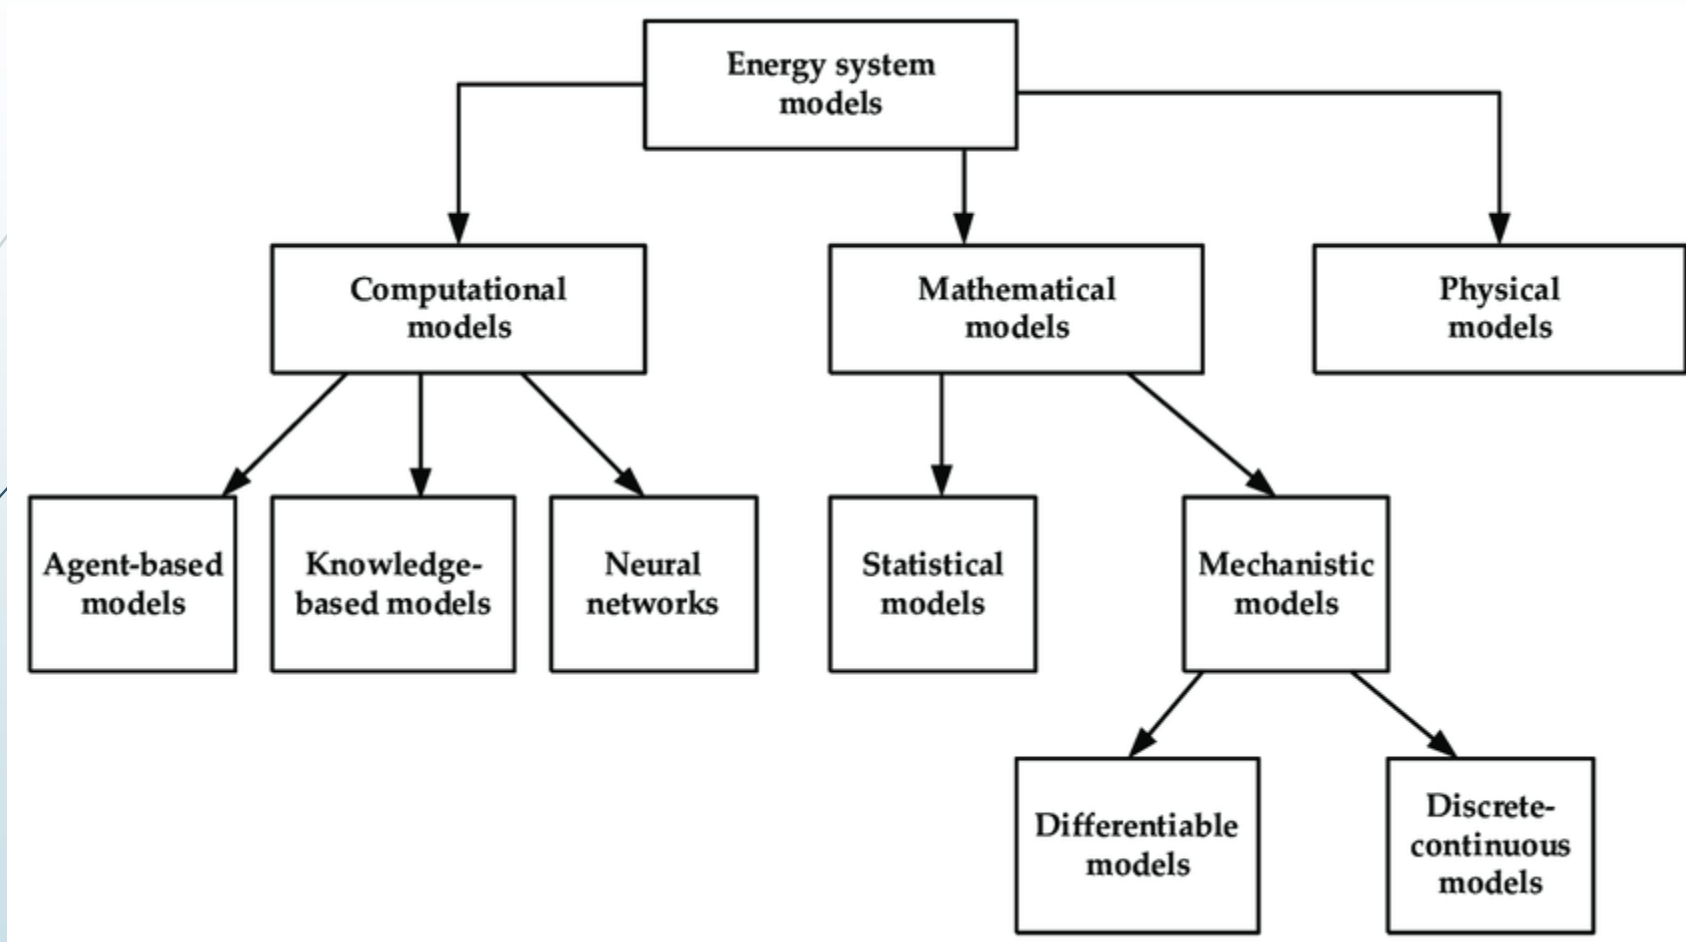 Energy system
models
Computational
models
Mathematical
models
Physical
models
Agent-based
models
Knowledge-
based models
Neural
networks
Statistical
models
Mechanistic
models
Differentiable
models
Discrete-
continuous
models